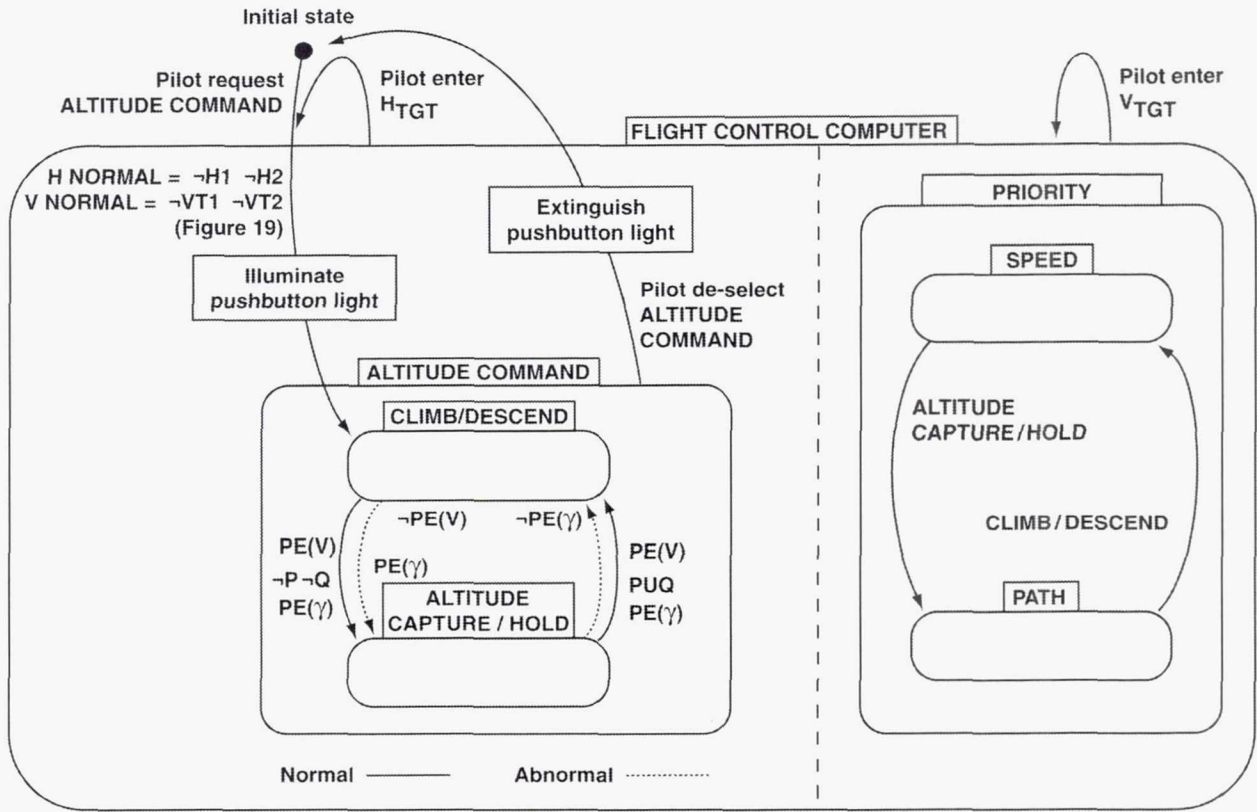 Initial state
Pilot request
ALTITUDE COMMAND
Pilot enter
H_TGT
Pilot enter
V_TGT
FLIGHT CONTROL COMPUTER
H NORMAL = ¬H1 ¬H2
V NORMAL = ¬VT1 ¬VT2
(Figure 19)
Illuminate
pushbutton light
Extinguish
pushbutton light
Pilot de-select
ALTITUDE
COMMAND
ALTITUDE COMMAND
CLIMB/DESCEND
¬PE(V)
¬PE(γ)
PE(V)
¬P ¬Q
PE(γ)
PE(γ)
PE(V)
PUQ
PE(γ)
ALTITUDE
CAPTURE / HOLD
Normal
Abnormal
PRIORITY
SPEED
ALTITUDE
CAPTURE/HOLD
CLIMB/DESCEND
PATH